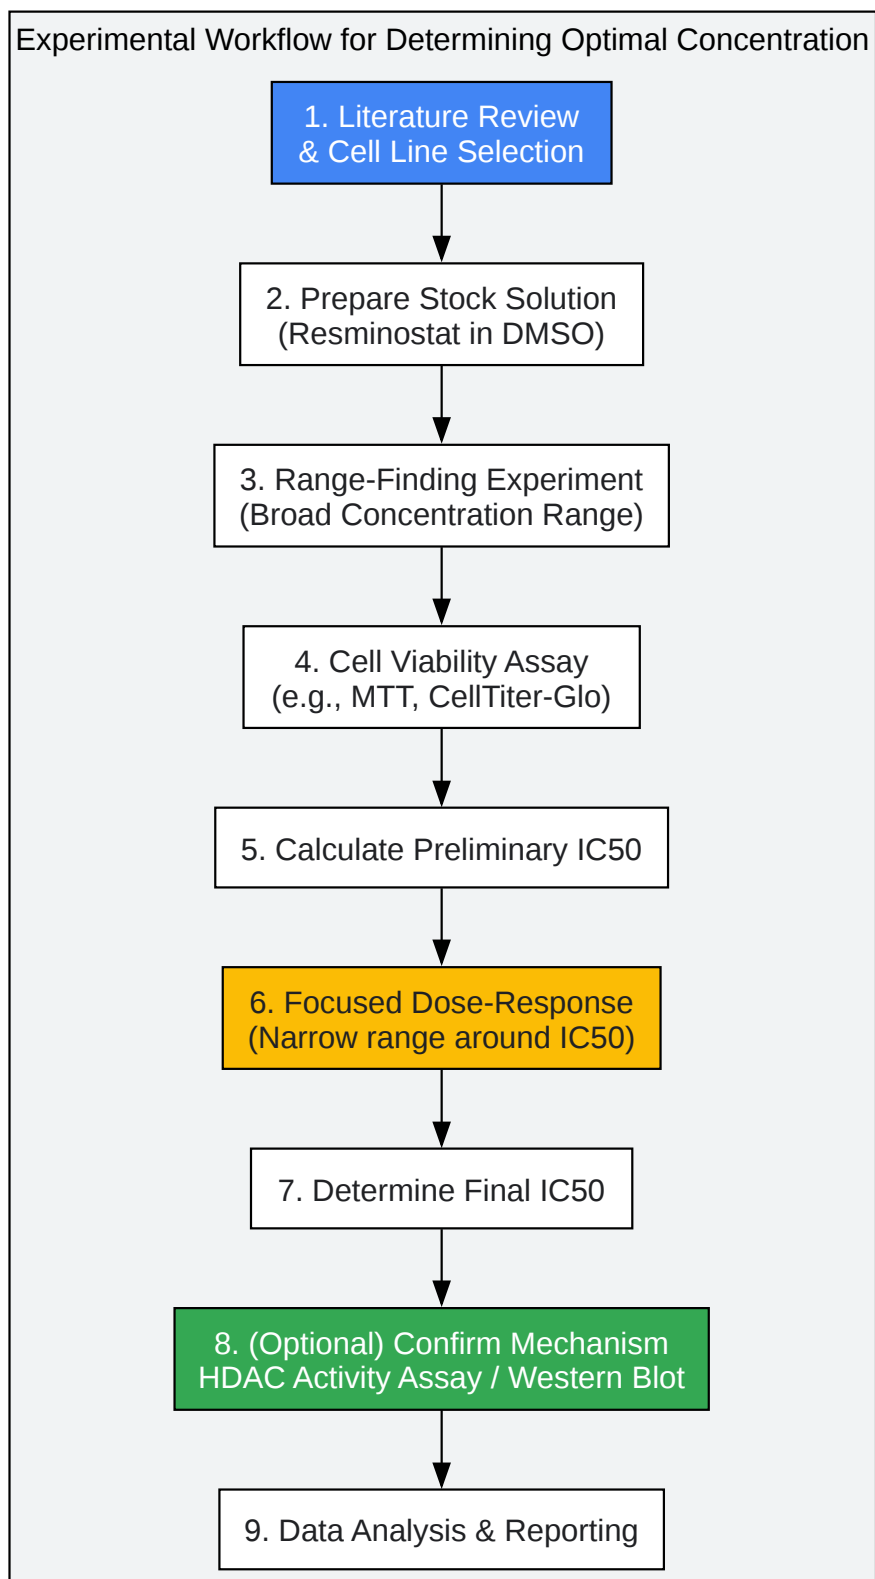 Experimental Workflow for Determining Optimal Concentration
1. Literature Review
& Cell Line Selection
2. Prepare Stock Solution
(Resminostat in DMSO)
3. Range-Finding Experiment
(Broad Concentration Range)
4. Cell Viability Assay
(e.g., MTT, CellTiter-Glo)
5. Calculate Preliminary IC50
6. Focused Dose-Response
(Narrow range around IC50)
7. Determine Final IC50
8. (Optional) Confirm Mechanism
HDAC Activity Assay / Western Blot
9. Data Analysis & Reporting